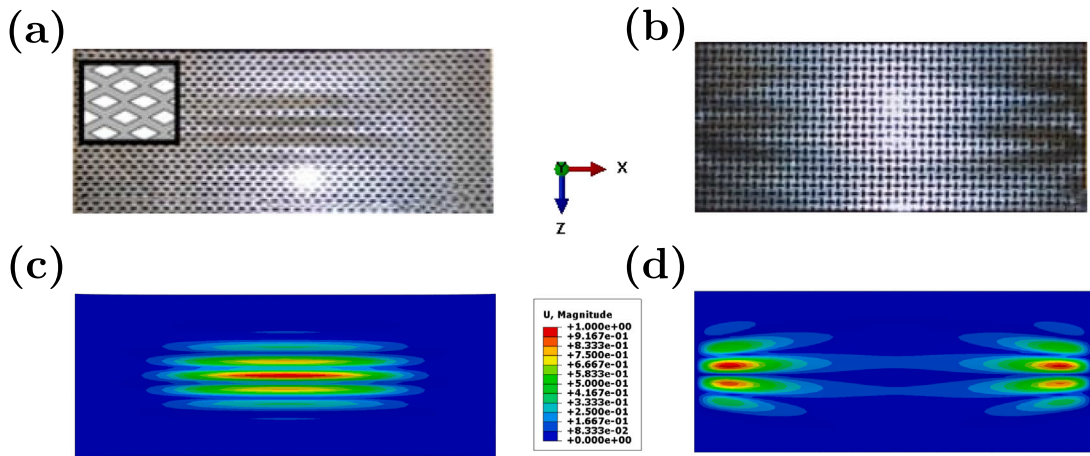 (a)
(b)
Y
X
Z
(c)
(d)
U, Magnitude
+1.000e+00
+9.167e-01
+8.333e-01
+7.500e-01
+6.667e-01
+5.833e-01
+5.000e-01
+4.167e-01
+3.333e-01
+2.500e-01
+1.667e-01
+8.333e-02
+0.000e+00